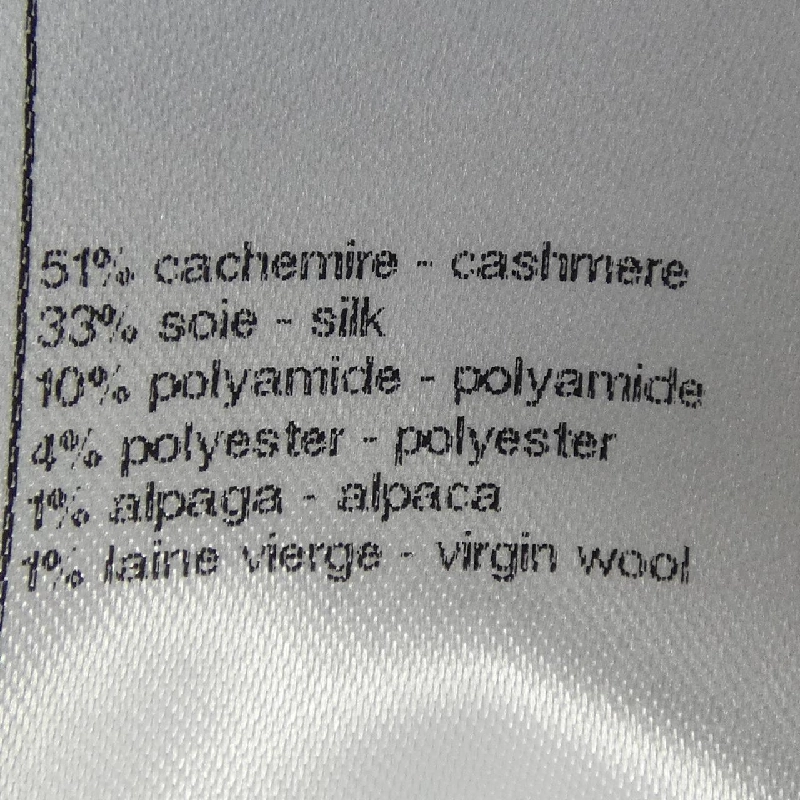 51% cachemire - cashmere
33% soie - silk
10% polyamide - polyamide
4% polyester - polyester
1% alpaga - alpaca
1% laine vierge - virgin wool